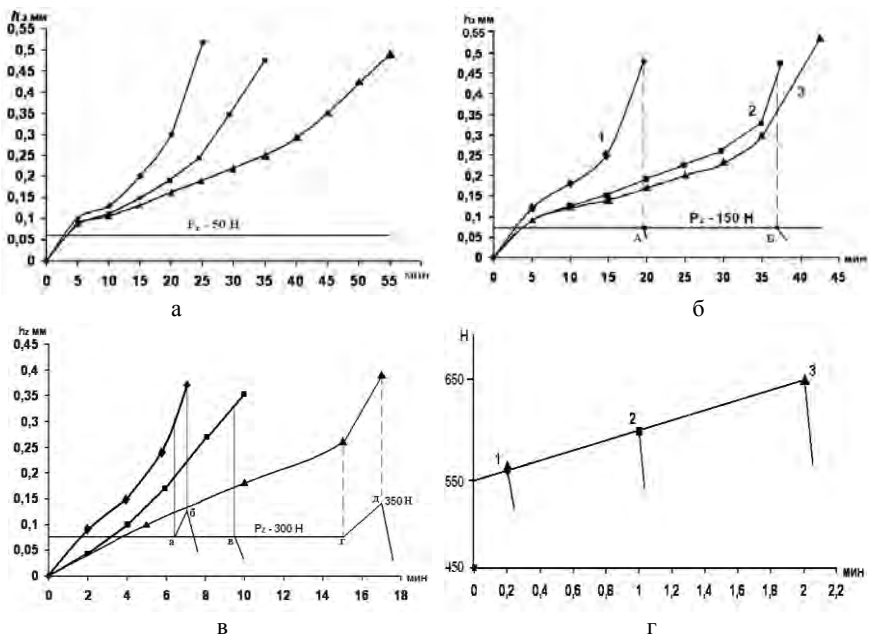 hз мм
0,55
0,5
0,45
0,4
0,35
0,3
0,25
0,2
0,15
0,1
0,05
0
Pz - 50 Н
0 5 10 15 20 25 30 35 40 45 50 55 60
мин
а
hз мм
0,55
0,5
0,45
0,4
0,35
0,3
0,25
0,2
0,15
0,1
0,05
0
1
2
3
Pz - 150 Н
А
Б
0 5 10 15 20 25 30 35 40 45
мин
б
hz мм
0,45
0,4
0,35
0,3
0,25
0,2
0,15
0,1
0,05
0
Pz - 300 Н
350 Н
а
б
в
г
д
0 2 4 6 8 10 12 14 16 18
мин
в
Н
650
550
450
1
2
3
0 0,2 0,4 0,6 0,8 1 1,2 1,4 1,6 1,8 2 2,2
мин
г